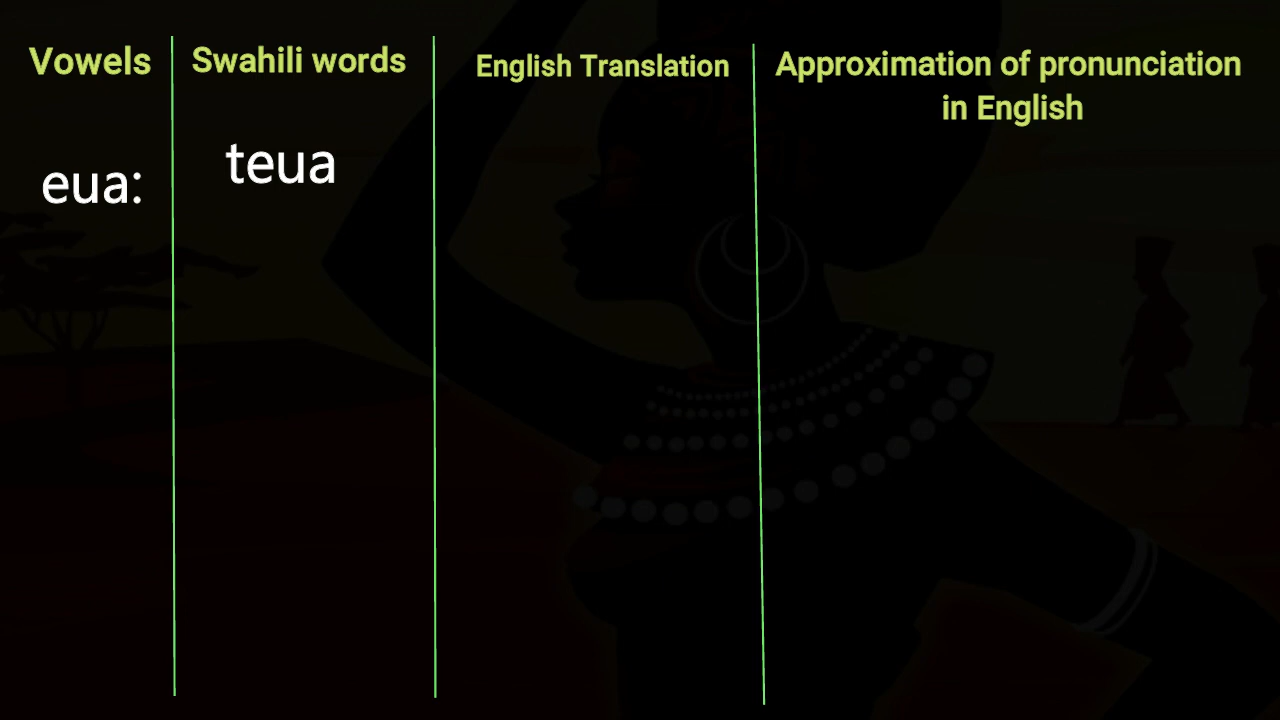 Vowels
Swahili words
English Translation
Approximation of pronunciation
in English
eua:
teua